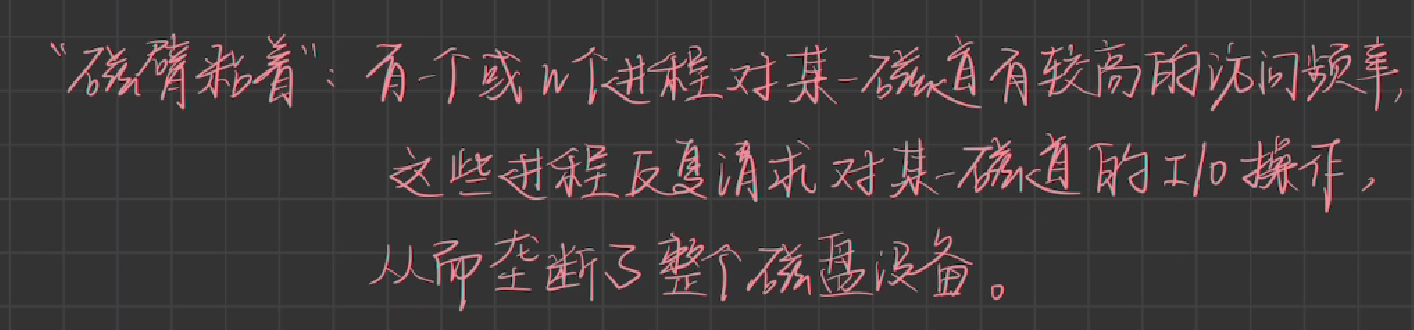 “磁臂粘着”：有一个或n个进程对某一磁道有较高的访问频率，
这些进程反复请求对某一磁道的I/O操作，
从而垄断了整个磁盘设备。